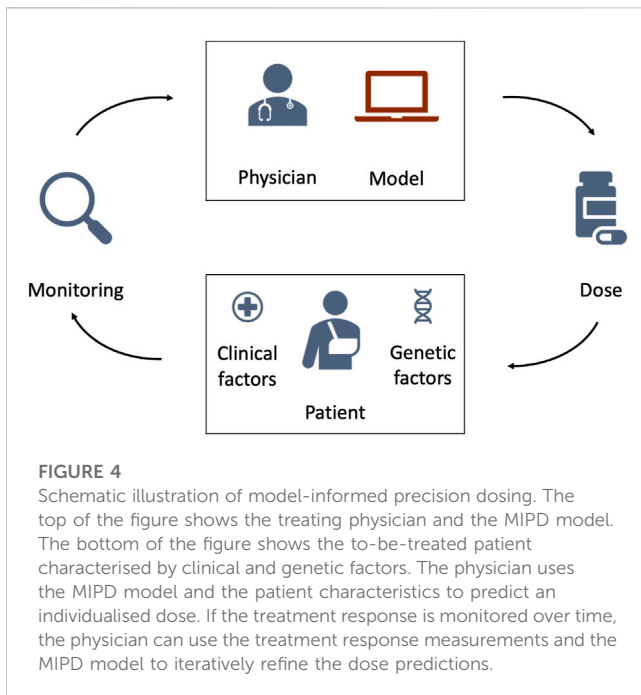 Physician Model
Monitoring
Dose
Clinical
factors
Genetic
factors
Patient
FIGURE 4
Schematic illustration of model-informed precision dosing. The
top of the figure shows the treating physician and the MIPD model.
The bottom of the figure shows the to-be-treated patient
characterised by clinical and genetic factors. The physician uses
the MIPD model and the patient characteristics to predict an
individualised dose. If the treatment response is monitored over time,
the physician can use the treatment response measurements and the
MIPD model to iteratively refine the dose predictions.